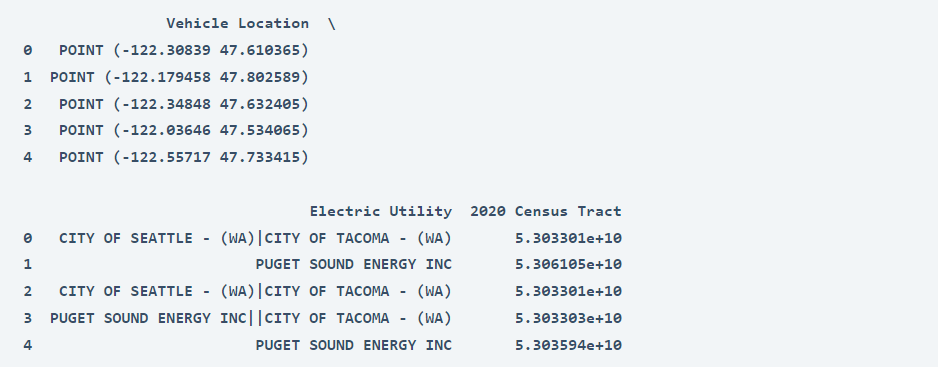 Vehicle Location  \
0   POINT (-122.30839 47.610365)
1  POINT (-122.179458 47.802589)
2   POINT (-122.34848 47.632405)
3   POINT (-122.03646 47.534065)
4   POINT (-122.55717 47.733415)
Electric Utility  2020 Census Tract
0   CITY OF SEATTLE - (WA)|CITY OF TACOMA - (WA)       5.303301e+10
1                         PUGET SOUND ENERGY INC       5.306105e+10
2   CITY OF SEATTLE - (WA)|CITY OF TACOMA - (WA)       5.303301e+10
3  PUGET SOUND ENERGY INC||CITY OF TACOMA - (WA)       5.303303e+10
4                         PUGET SOUND ENERGY INC       5.303594e+10